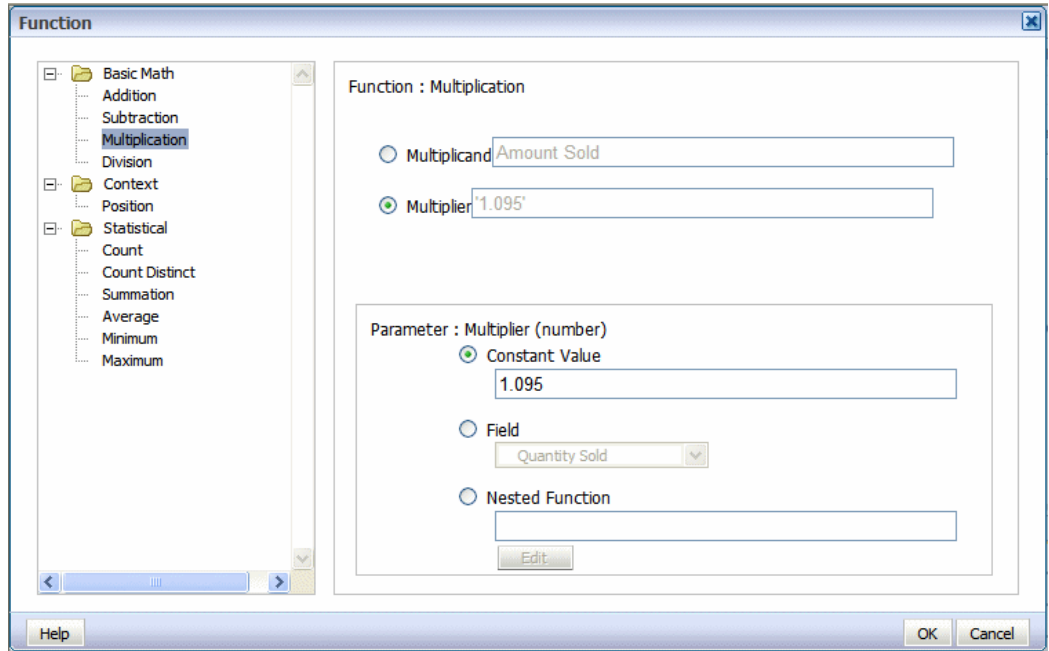 Function
Basic Math
Addition
Subtraction
Multiplication
Division
Context
Position
Statistical
Count
Count Distinct
Summation
Average
Minimum
Maximum
Function : Multiplication
Multiplicand Amount Sold
Multiplier '1.095'
Parameter : Multiplier (number)
Constant Value
1.095
Field
Quantity Sold
Nested Function
Edit
Help
OK
Cancel